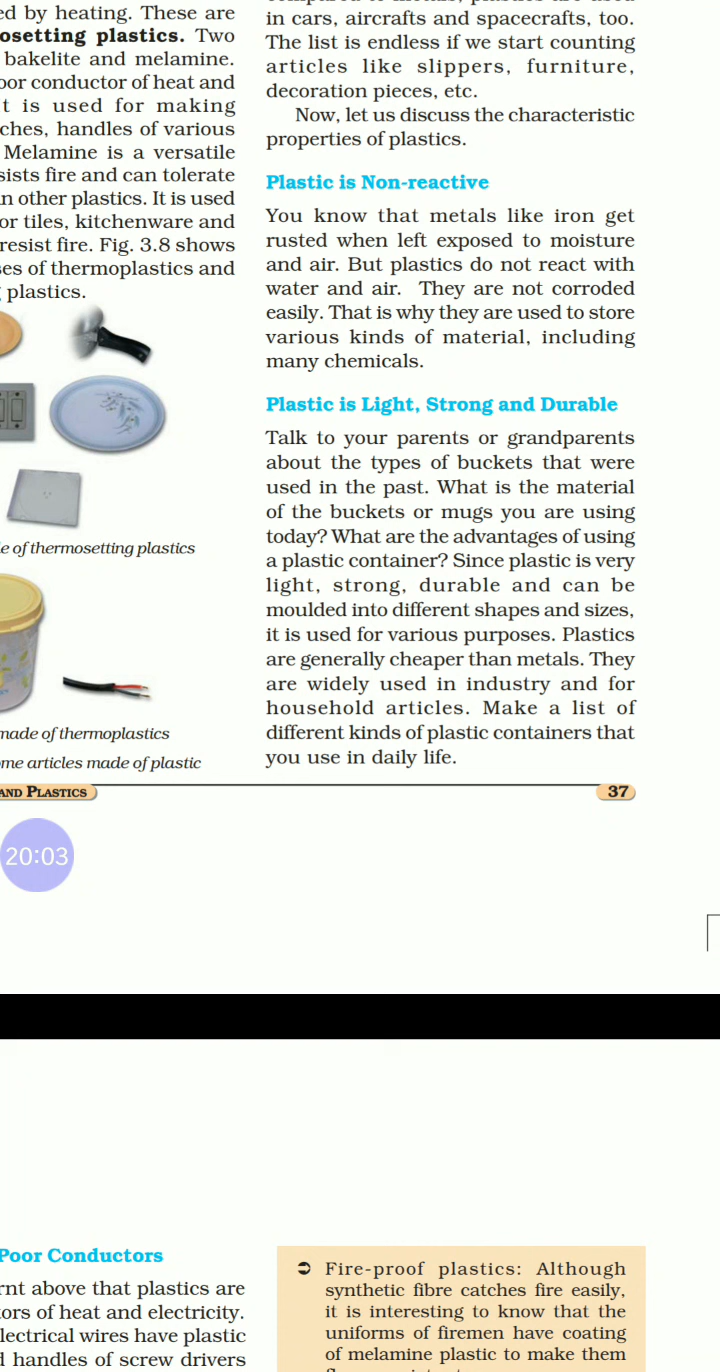 ed by heating. These are
osetting plastics. Two
bakelite and melamine.
oor conductor of heat and
t is used for making
ches, handles of various
Melamine is a versatile
sists fire and can tolerate
n other plastics. It is used
or tiles, kitchenware and
resist fire. Fig. 3.8 shows
ses of thermoplastics and
plastics.
e of thermosetting plastics
made of thermoplastics
ome articles made of plastic
in cars, aircrafts and spacecrafts, too.
The list is endless if we start counting
articles like slippers, furniture,
decoration pieces, etc.
Now, let us discuss the characteristic
properties of plastics.
Plastic is Non-reactive
You know that metals like iron get
rusted when left exposed to moisture
and air. But plastics do not react with
water and air. They are not corroded
easily. That is why they are used to store
various kinds of material, including
many chemicals.
Plastic is Light, Strong and Durable
Talk to your parents or grandparents
about the types of buckets that were
used in the past. What is the material
of the buckets or mugs you are using
today? What are the advantages of using
a plastic container? Since plastic is very
light, strong, durable and can be
moulded into different shapes and sizes,
it is used for various purposes. Plastics
are generally cheaper than metals. They
are widely used in industry and for
household articles. Make a list of
different kinds of plastic containers that
you use in daily life.
AND PLASTICS
37
20:03
Poor Conductors
rnt above that plastics are
tors of heat and electricity.
lectrical wires have plastic
d handles of screw drivers
➲ Fire-proof plastics: Although
synthetic fibre catches fire easily,
it is interesting to know that the
uniforms of firemen have coating
of melamine plastic to make them